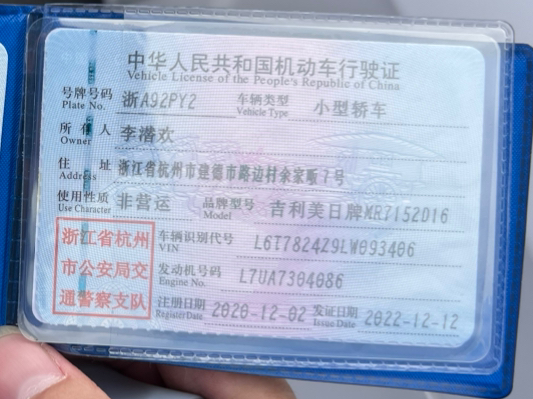 中华人民共和国机动车行驶证
Vehicle License of the People's Republic of China
号牌号码 浙A92PY2 车辆类型 小型轿车
Plate No. Vehicle Type
所有人 李潜欢
Owner
住址 浙江省杭州市建德市路边村余家畈7号
Address
使用性质 非营运 品牌型号 吉利美日牌MR7152D16
Use Character Model
浙江省杭州
市公安局交
通警察支队
车辆识别代号 L6T7824Z9LW093406
VIN
发动机号码 L7UA7304086
Engine No.
注册日期 2020-12-02 发证日期 2022-12-12
Register Date Issue Date